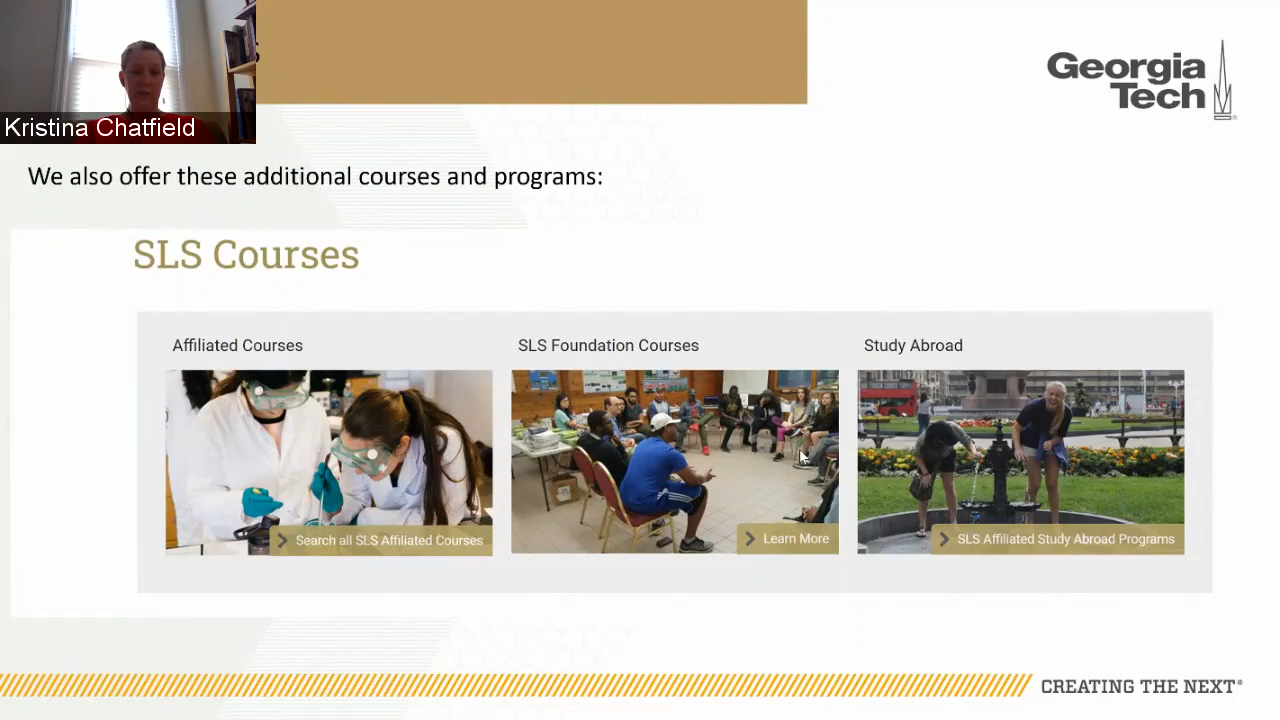 Georgia
Tech
Kristina Chatfield
We also offer these additional courses and programs:
SLS Courses
Affiliated Courses
SLS Foundation Courses
Study Abroad
Search all SLS Affiliated Courses
Learn More
SLS Affiliated Study Abroad Programs
CREATING THE NEXT®